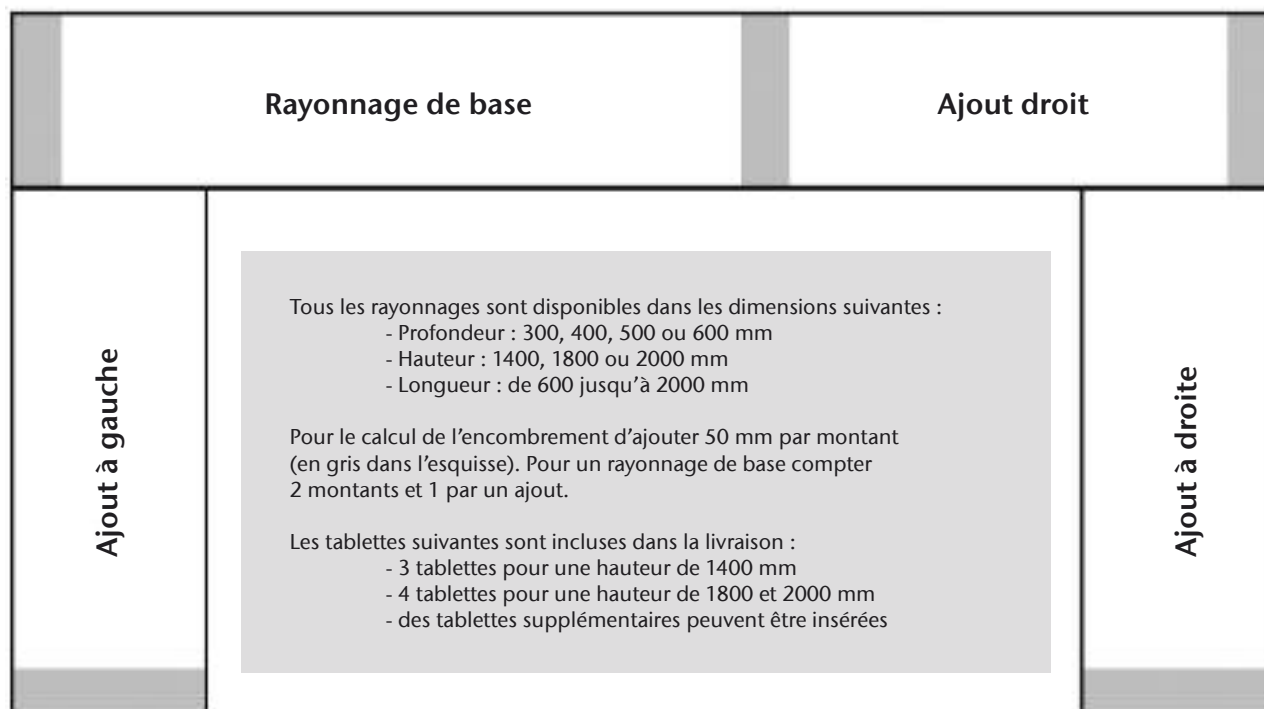 Rayonnage de base
Ajout droit
Ajout à gauche
Tous les rayonnages sont disponibles dans les dimensions suivantes :
- Profondeur : 300, 400, 500 ou 600 mm
- Hauteur : 1400, 1800 ou 2000 mm
- Longueur : de 600 jusqu’à 2000 mm
Pour le calcul de l’encombrement d’ajouter 50 mm par montant
(en gris dans l’esquisse). Pour un rayonnage de base compter
2 montants et 1 par un ajout.
Les tablettes suivantes sont incluses dans la livraison :
- 3 tablettes pour une hauteur de 1400 mm
- 4 tablettes pour une hauteur de 1800 et 2000 mm
- des tablettes supplémentaires peuvent être insérées
Ajout à droite